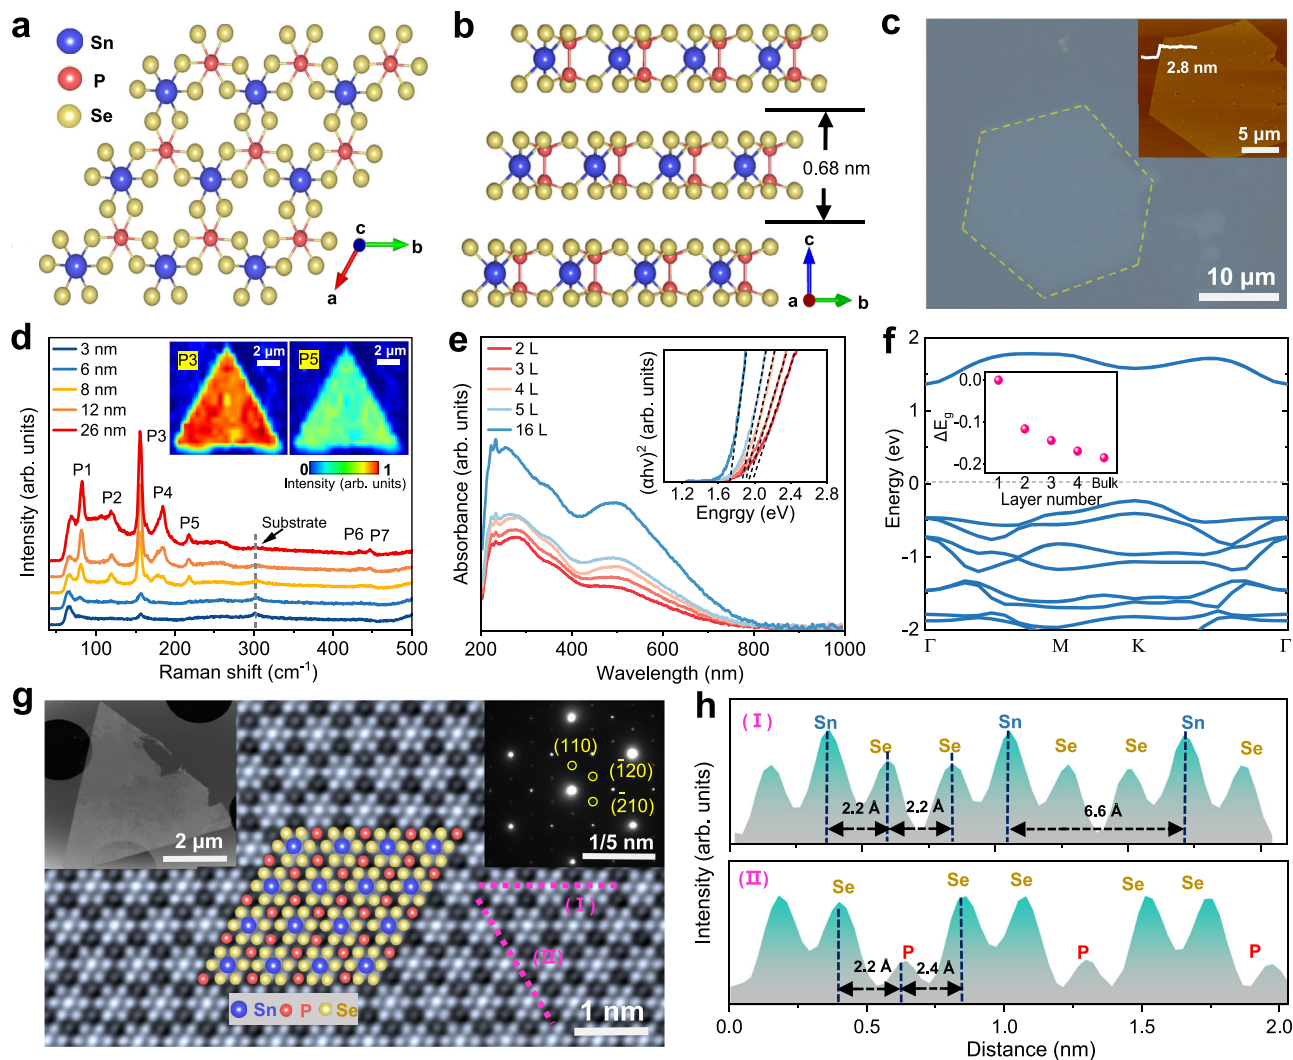 a
Sn
P
Se
c
b
a
b
0.68 nm
c
a
b
c
2.8 nm
5 μm
10 μm
d
3 nm
6 nm
8 nm
12 nm
26 nm
P3
2 μm
P5
2 μm
0
1
Intensity (arb. units)
P1
P2
P3
P4
P5
Substrate
P6
P7
Intensity (arb. units)
100
200
300
400
500
Raman shift (cm⁻¹)
e
2 L
3 L
4 L
5 L
16 L
(αhν)² (arb. units)
1.2
1.6
2.0
2.4
2.8
Engrgy (eV)
Absorbance (arb. units)
200
400
600
800
1000
Wavelength (nm)
f
2
1
0
-1
-2
Energy (ev)
0.0
-0.1
-0.2
ΔEg
1
2
3
4
Bulk
Layer number
Γ
M
K
Γ
g
2 μm
(110)
(1̄20)
(2̄10)
1/5 nm
(I)
(II)
Sn
P
Se
1 nm
h
(I)
Sn
Se
Se
Sn
Se
Se
Sn
Se
2.2 Å
2.2 Å
6.6 Å
(II)
Se
Se
Se
Se
Se
P
P
P
2.2 Å
2.4 Å
Intensity (arb. units)
0.0
0.5
1.0
1.5
2.0
Distance (nm)